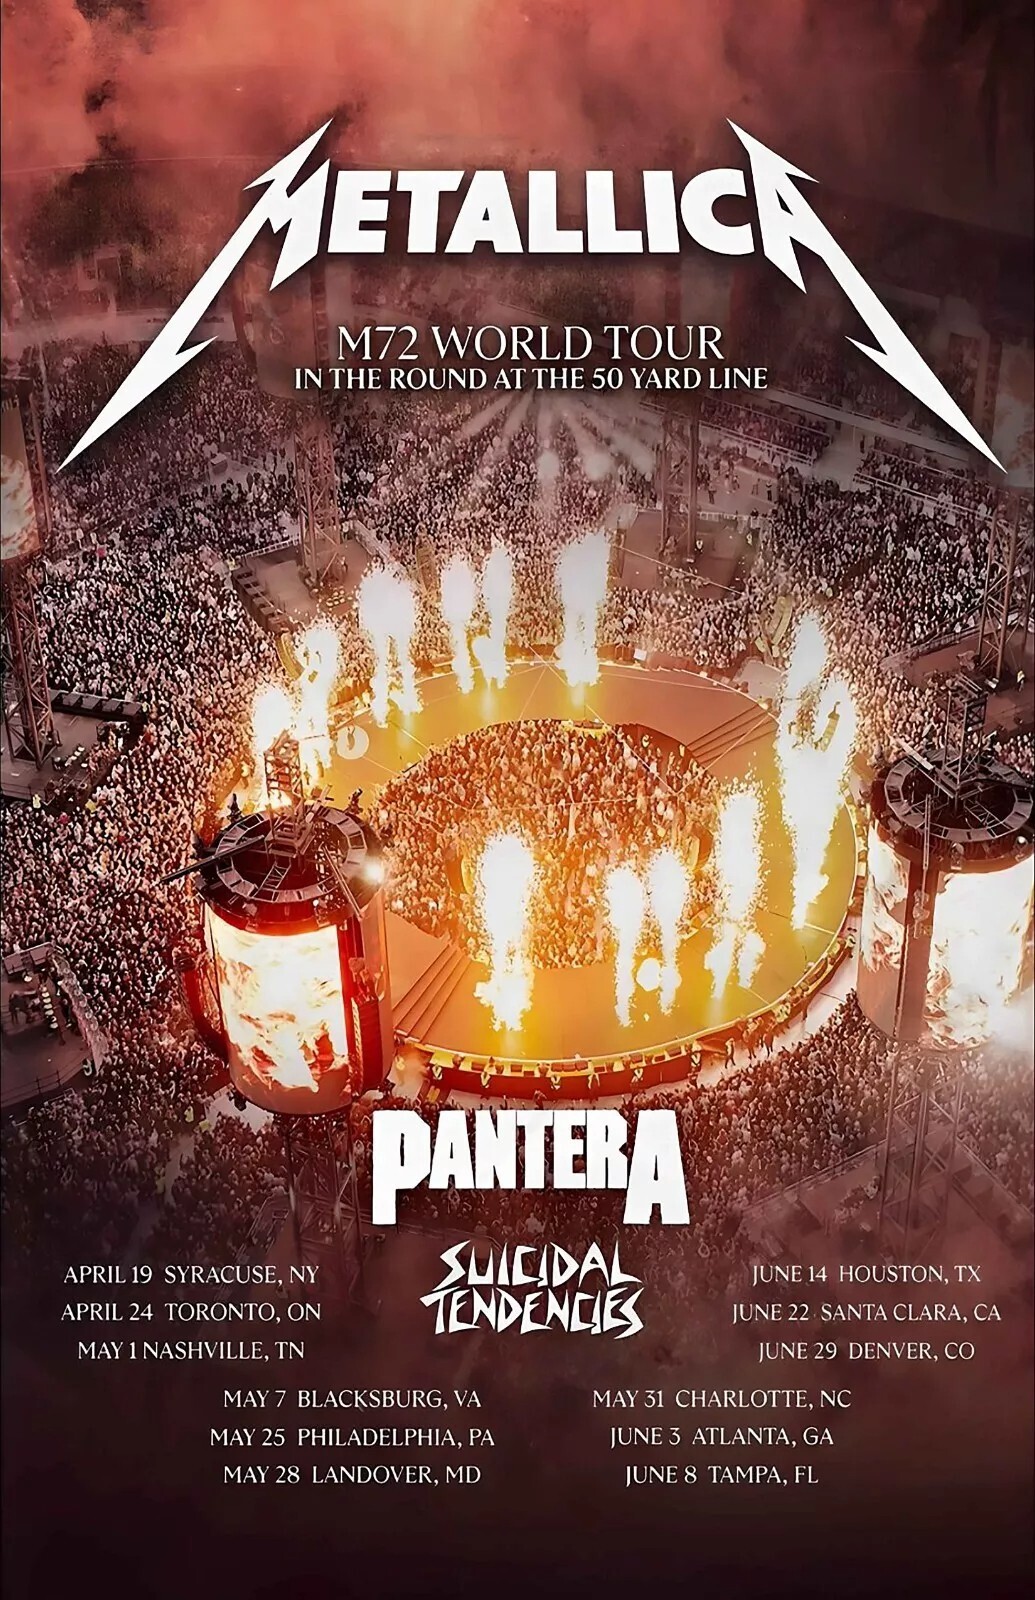 METALLICA
M72 WORLD TOUR
IN THE ROUND AT THE 50 YARD LINE
PANTERA
SUICIDAL
TENDENCIES
APRIL 19 SYRACUSE, NY
APRIL 24 TORONTO, ON
MAY 1 NASHVILLE, TN
MAY 7 BLACKSBURG, VA
MAY 25 PHILADELPHIA, PA
MAY 28 LANDOVER, MD
MAY 31 CHARLOTTE, NC
JUNE 3 ATLANTA, GA
JUNE 8 TAMPA, FL
JUNE 14 HOUSTON, TX
JUNE 22 SANTA CLARA, CA
JUNE 29 DENVER, CO